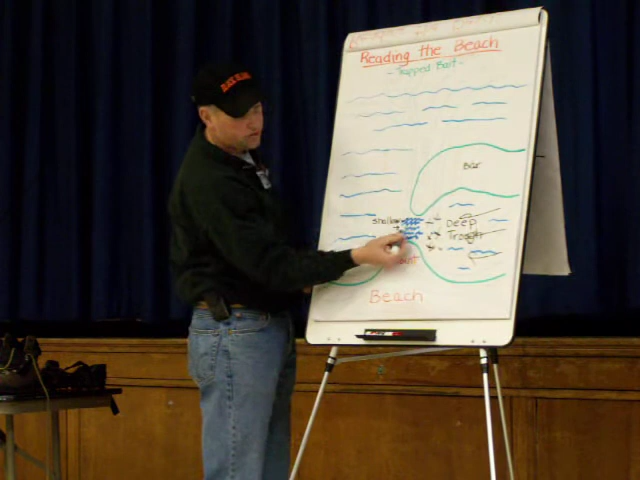 Reading the Beach
- Trapped Bait -
Bar
shallow
Deep
Trough
Beach